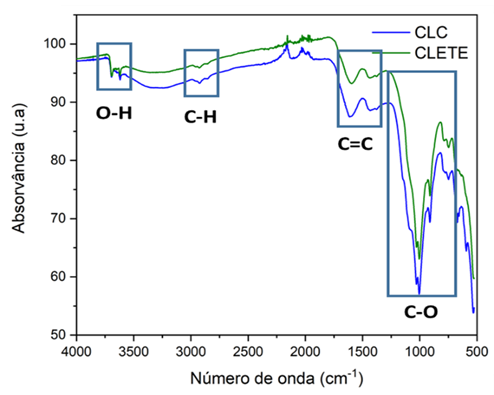 CLC
CLETE
O-H
C-H
C=C
C-O
Absorvância (u.a)
100
90
80
70
60
50
4000 3500 3000 2500 2000 1500 1000 500
Número de onda (cm-1)